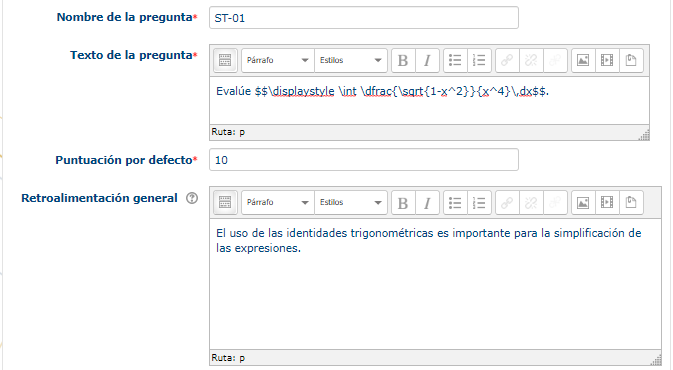 Nombre de la pregunta* ST-01
Texto de la pregunta* Párrafo Estilos B I
Evalúe $$\displaystyle \int \dfrac{\sqrt{1-x^2}}{x^4}\,dx$$.
Ruta: p
Puntuación por defecto* 10
Retroalimentación general ? Párrafo Estilos B I
El uso de las identidades trigonométricas es importante para la simplificación de
las expresiones.
Ruta: p